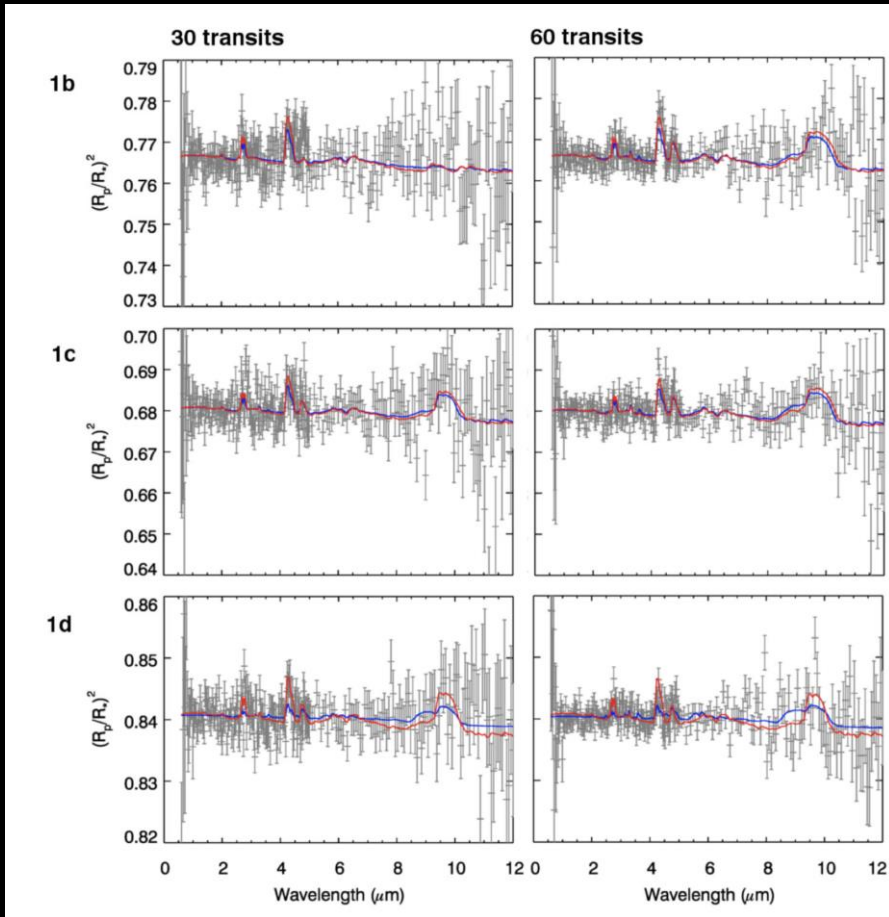 30 transits
60 transits
1b
0.79
0.78
0.77
0.76
0.75
0.74
0.73
(Rp/R*)²
1c
0.70
0.69
0.68
0.67
0.66
0.65
0.64
(Rp/R*)²
1d
0.86
0.85
0.84
0.83
0.82
(Rp/R*)²
0 2 4 6 8 10 12
0 2 4 6 8 10 12
Wavelength (μm)
Wavelength (μm)